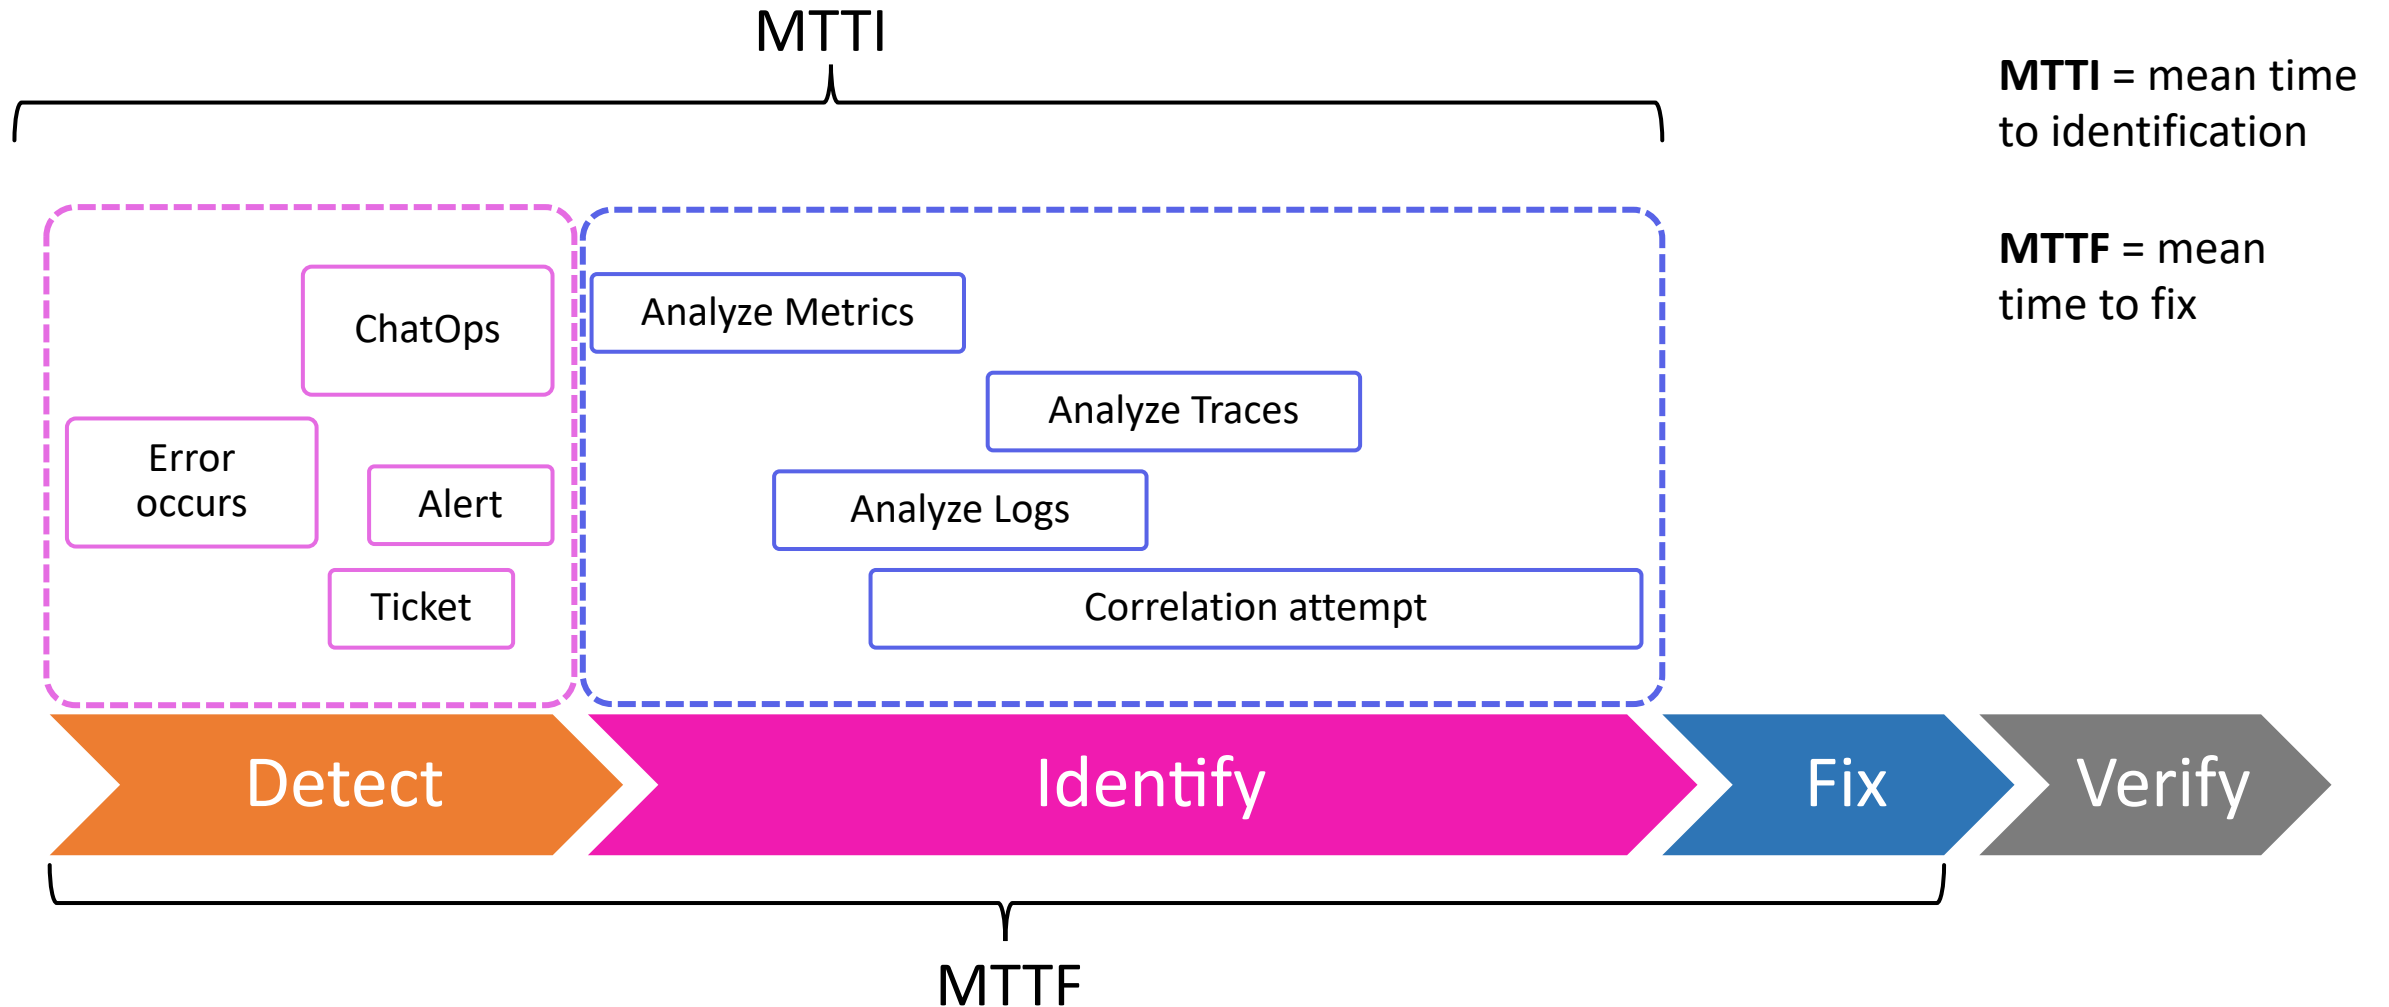 MTTI
MTTI = mean time
to identification
MTTF = mean
time to fix
ChatOps
Error
occurs
Alert
Ticket
Analyze Metrics
Analyze Traces
Analyze Logs
Correlation attempt
Detect
Identify
Fix
Verify
MTTF